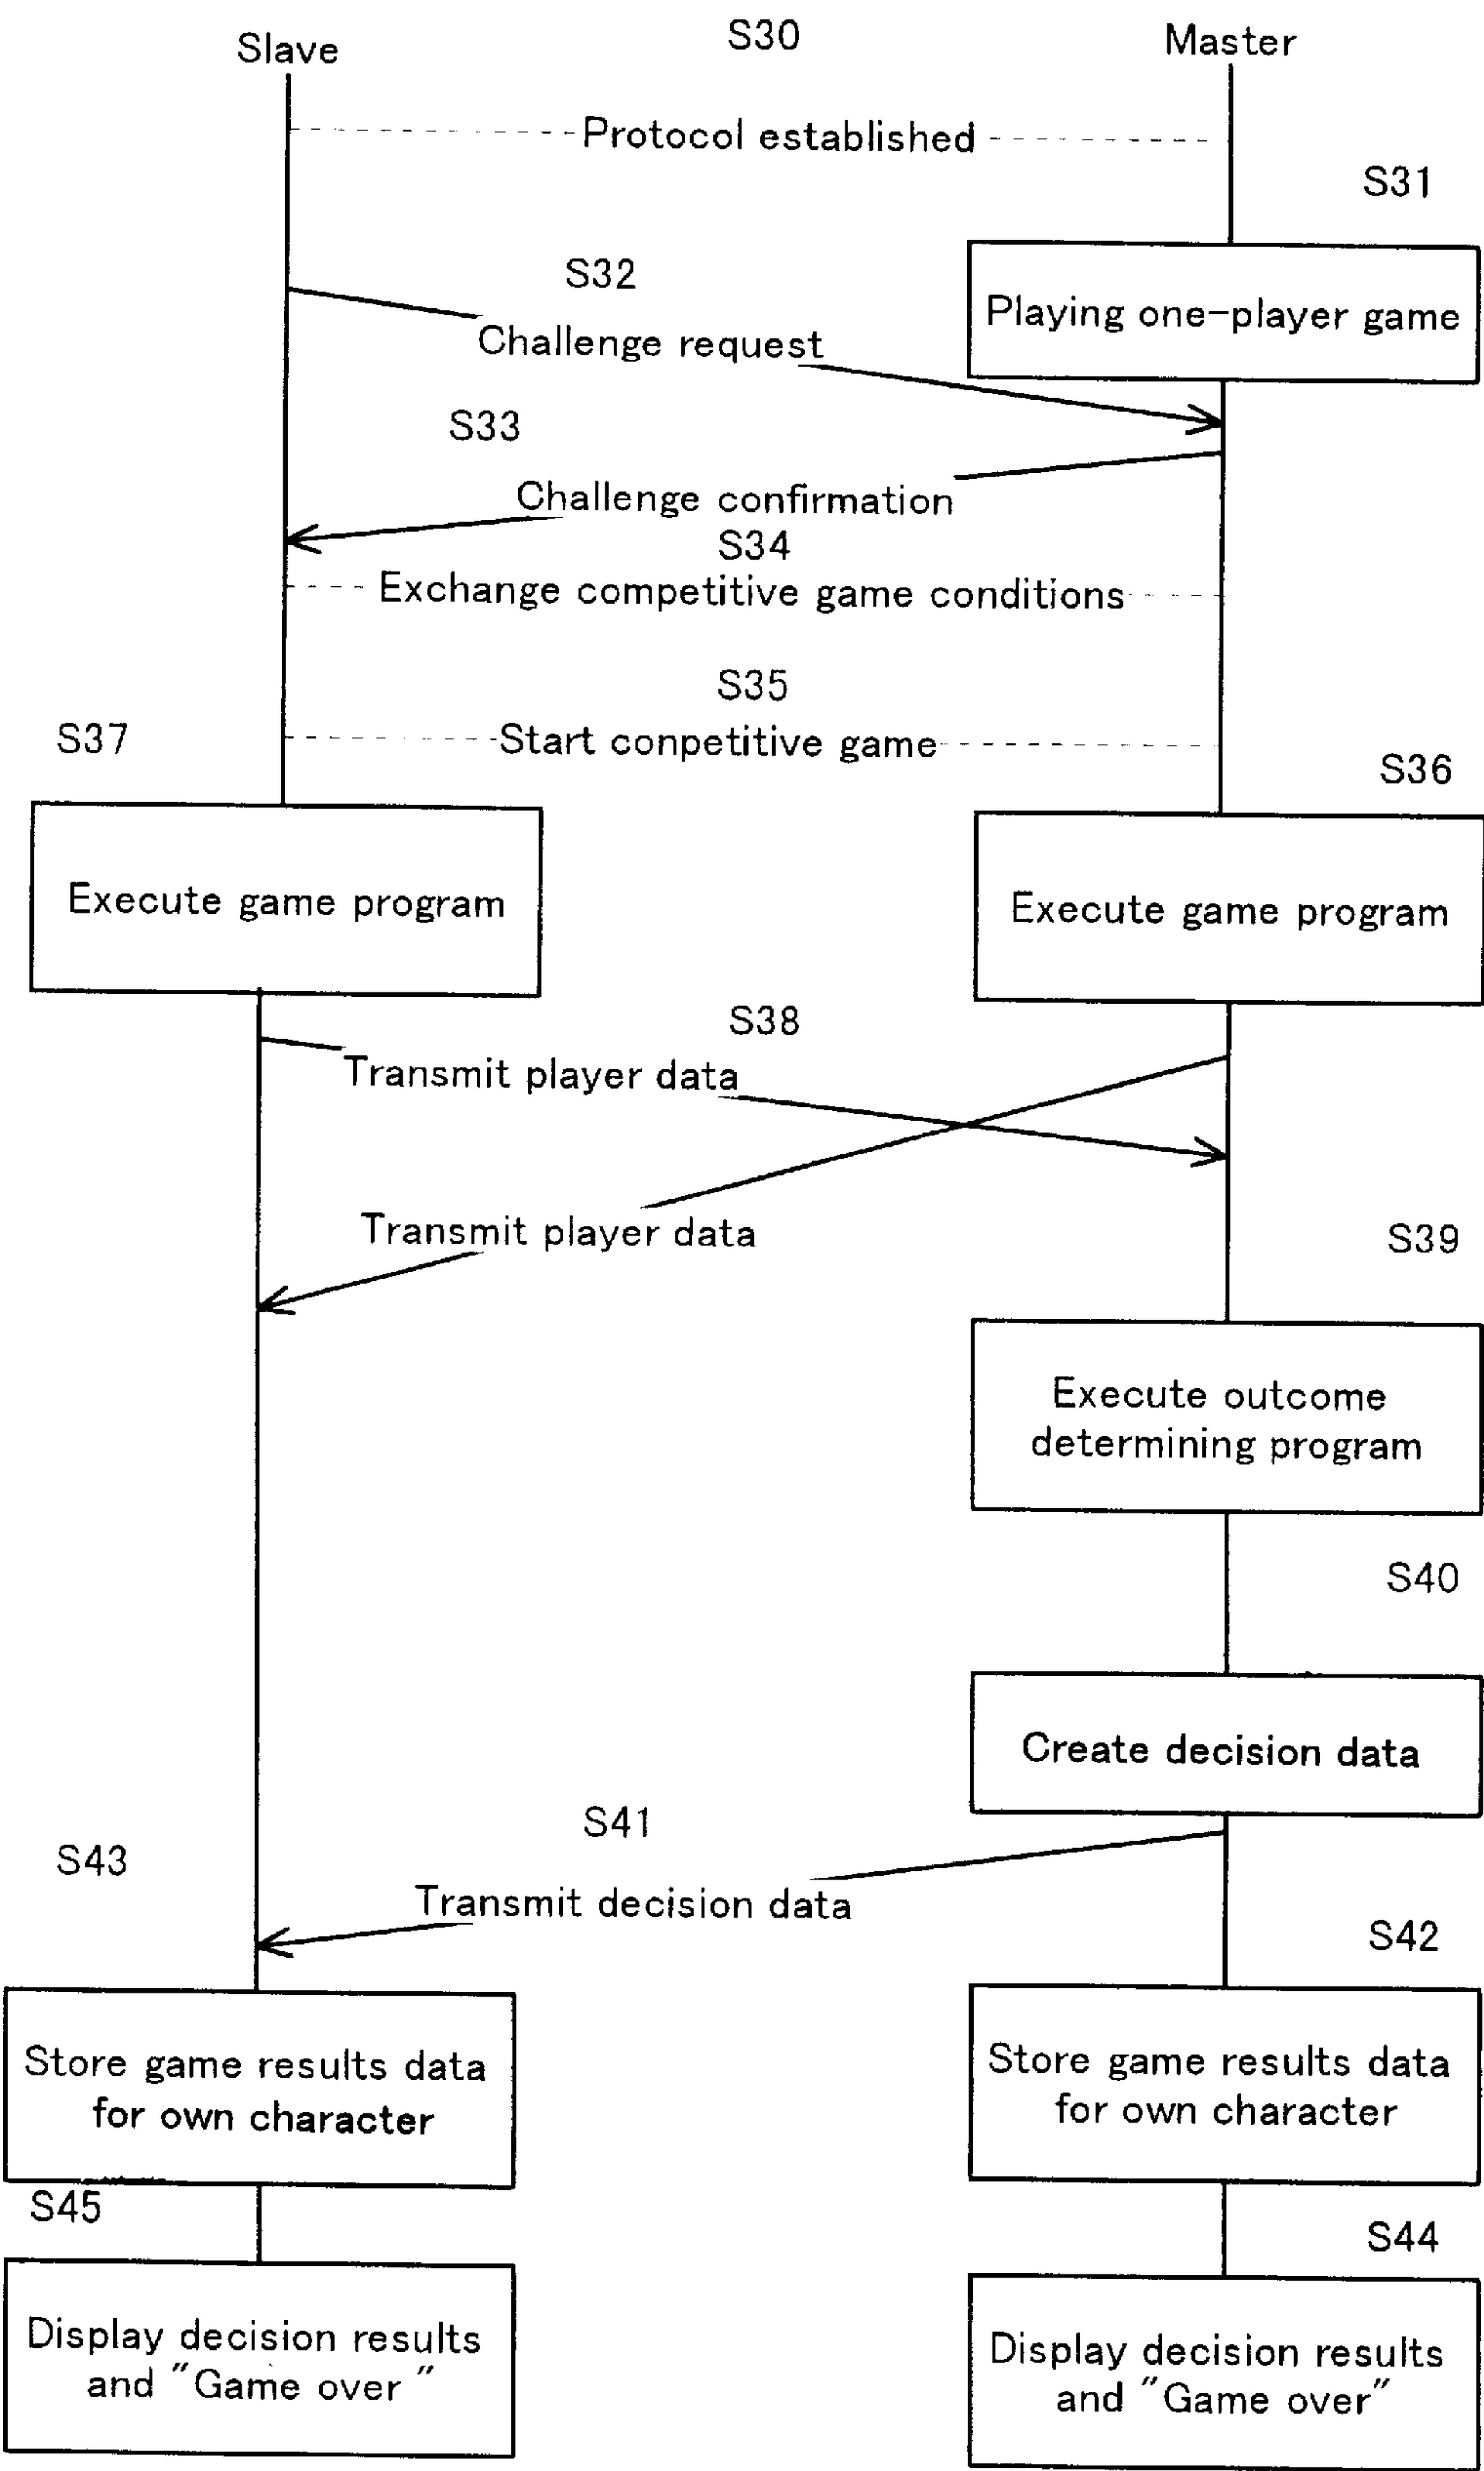 S30
Slave
Master
Protocol established
S31
S32
Playing one-player game
Challenge request
S33
Challenge confirmation
S34
Exchange competitive game conditions
S35
S37
Start conpetitive game
S36
Execute game program
Execute game program
S38
Transmit player data
Transmit player data
S39
Execute outcome
determining program
S40
Create decision data
S41
S43
Transmit decision data
S42
Store game results data
for own character
Store game results data
for own character
S45
S44
Display decision results
and "Game over"
Display decision results
and "Game over"